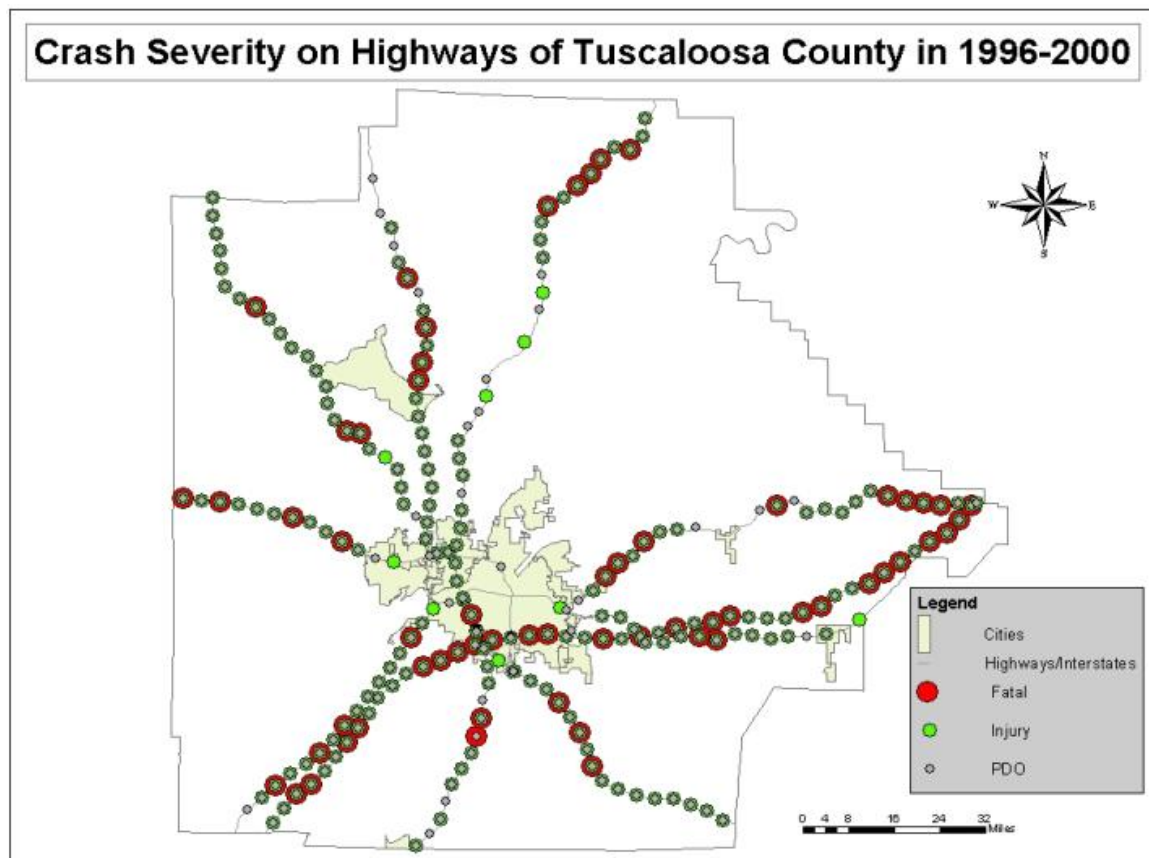 Crash Severity on Highways of Tuscaloosa County in 1996-2000
N
W E
S
Legend
Cities
Highways/Interstates
Fatal
Injury
PDO
0 4 8 16 24 32
Miles